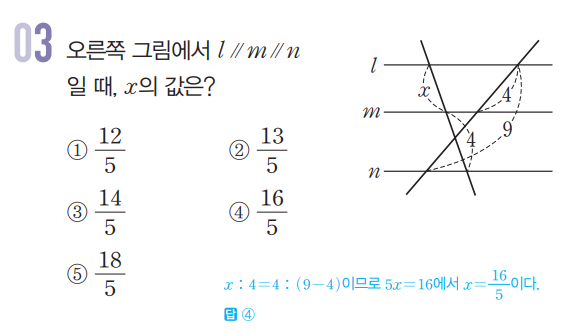 03 오른쪽 그림에서 l // m // n
일 때, x의 값은?
① 12/5 ② 13/5
③ 14/5 ④ 16/5
⑤ 18/5
l
x
4
m
9
4
n
x : 4=4 : (9-4)이므로 5x=16에서 x=16/5이다.
답 ④